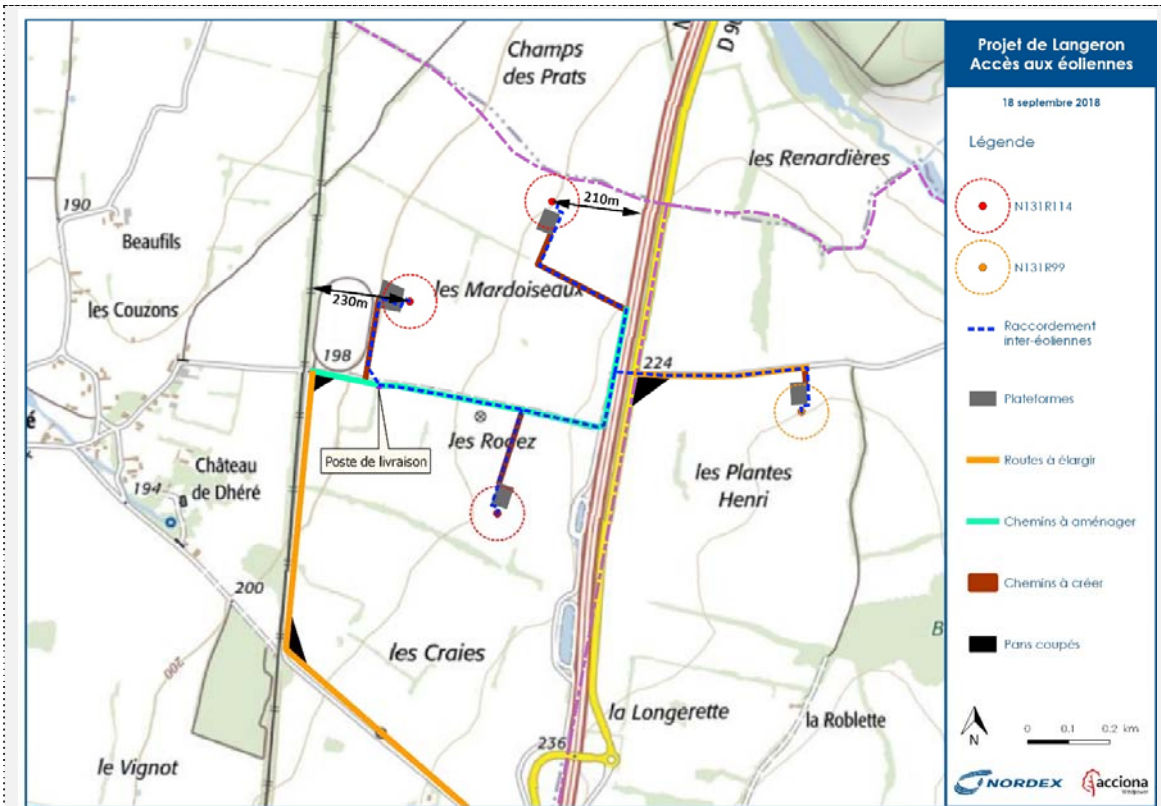 Champs
des Prats
D 90
les Renardières
190
210m
Beaufils
les Mardoiseaux
230m
les Couzons
198
224
les Rodez
Poste de livraison
Château
de Dhéré
les Plantes
Henri
194
é
200
B
les Craies
200
la Longerette
la Roblette
236
le Vignot
Projet de Langeron
Accès aux éoliennes
18 septembre 2018
Légende
N131R114
N131R99
Raccordement
inter-éoliennes
Plateformes
Routes à élargir
Chemins à aménager
Chemins à créer
Pans coupés
N
0 0.1 0.2 km
NORDEX
acciona
Windpower